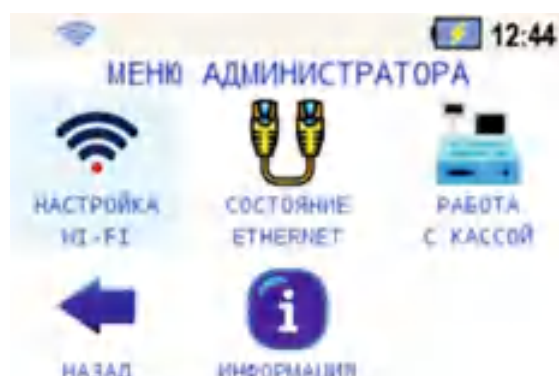 12:44
МЕНЮ АДМИНИСТРАТОРА
НАСТРОЙКА
WI-FI
СОСТОЯНИЕ
ETHERNET
РАБОТА
С КАССОЙ
НАЗАД
ИНФОРМАЦИЯ